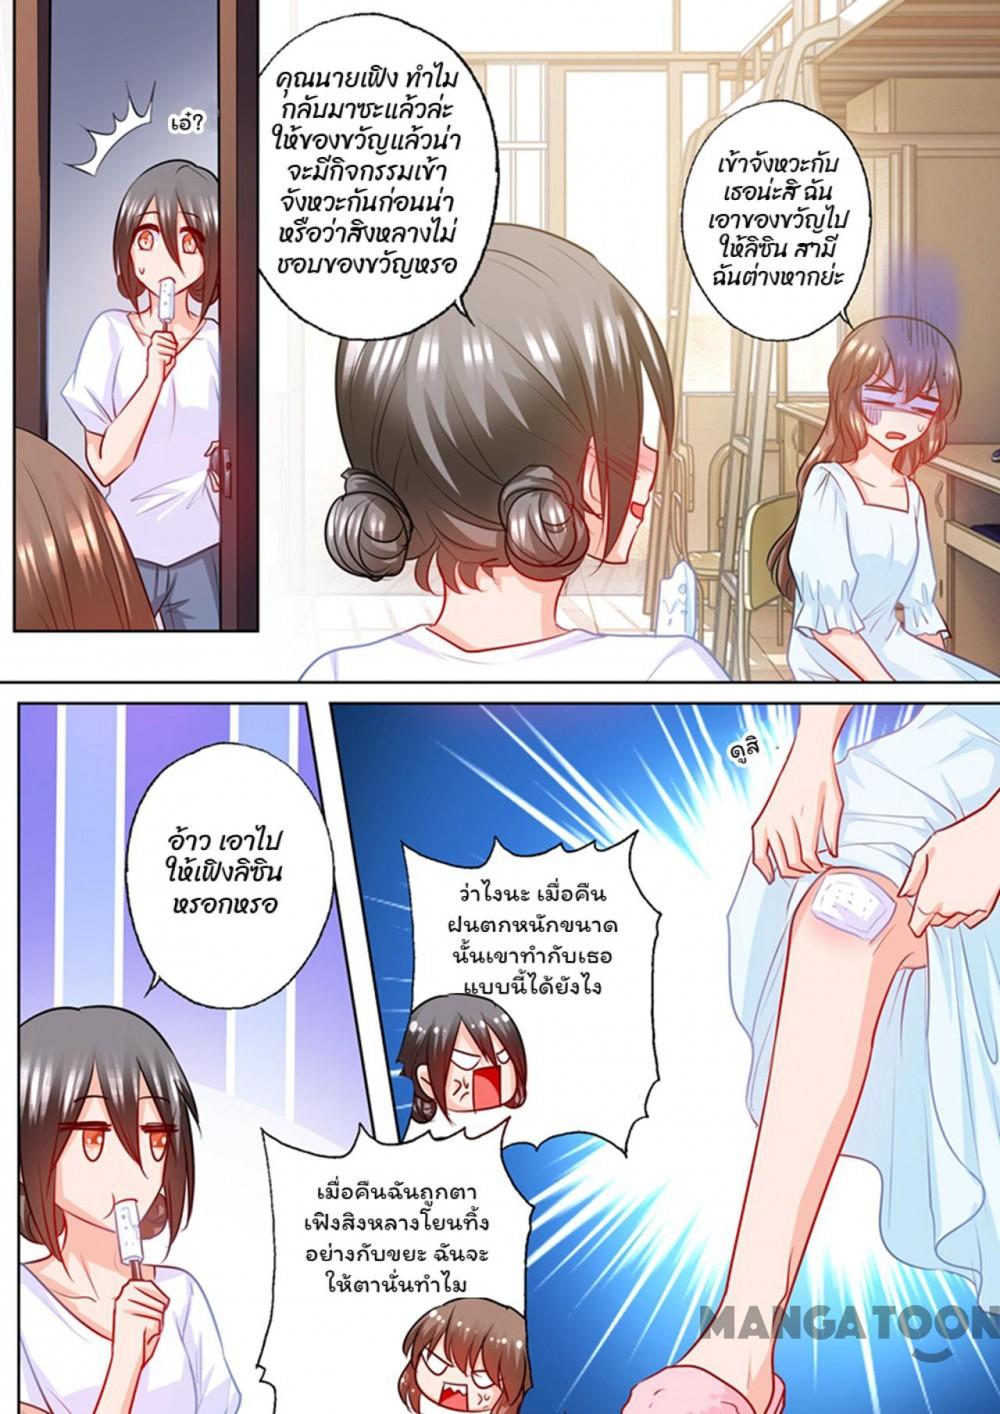 เอ๋?
คุณนายเฟิง ทำไม
กลับมาซะแล้วล่ะ
ให้ของขวัญแล้วน่า
จะมีกิจกรรมเข้า
จังหวะกันก่อนน่า
หรือว่าสิงหลางไม่
ชอบของขวัญหรอ
เข้าจังหวะกับ
เธอน่ะสิ ฉัน
เอาของขวัญไป
ให้ลิซิน สามี
ฉันต่างหากย่ะ
อ้าว เอาไป
ให้เฟิงลิซิน
หรอกหรอ
ดูสิ
ว่าไงนะ เมื่อคืน
ฝนตกหนักขนาด
นั้นเขาทำกับเธอ
แบบนี้ได้ยังไง
เมื่อคืนฉันถูกตา
เฟิงสิงหลางโยนทิ้ง
อย่างกับขยะ ฉันจะ
ให้ตานั่นทำไม
MANGATOON